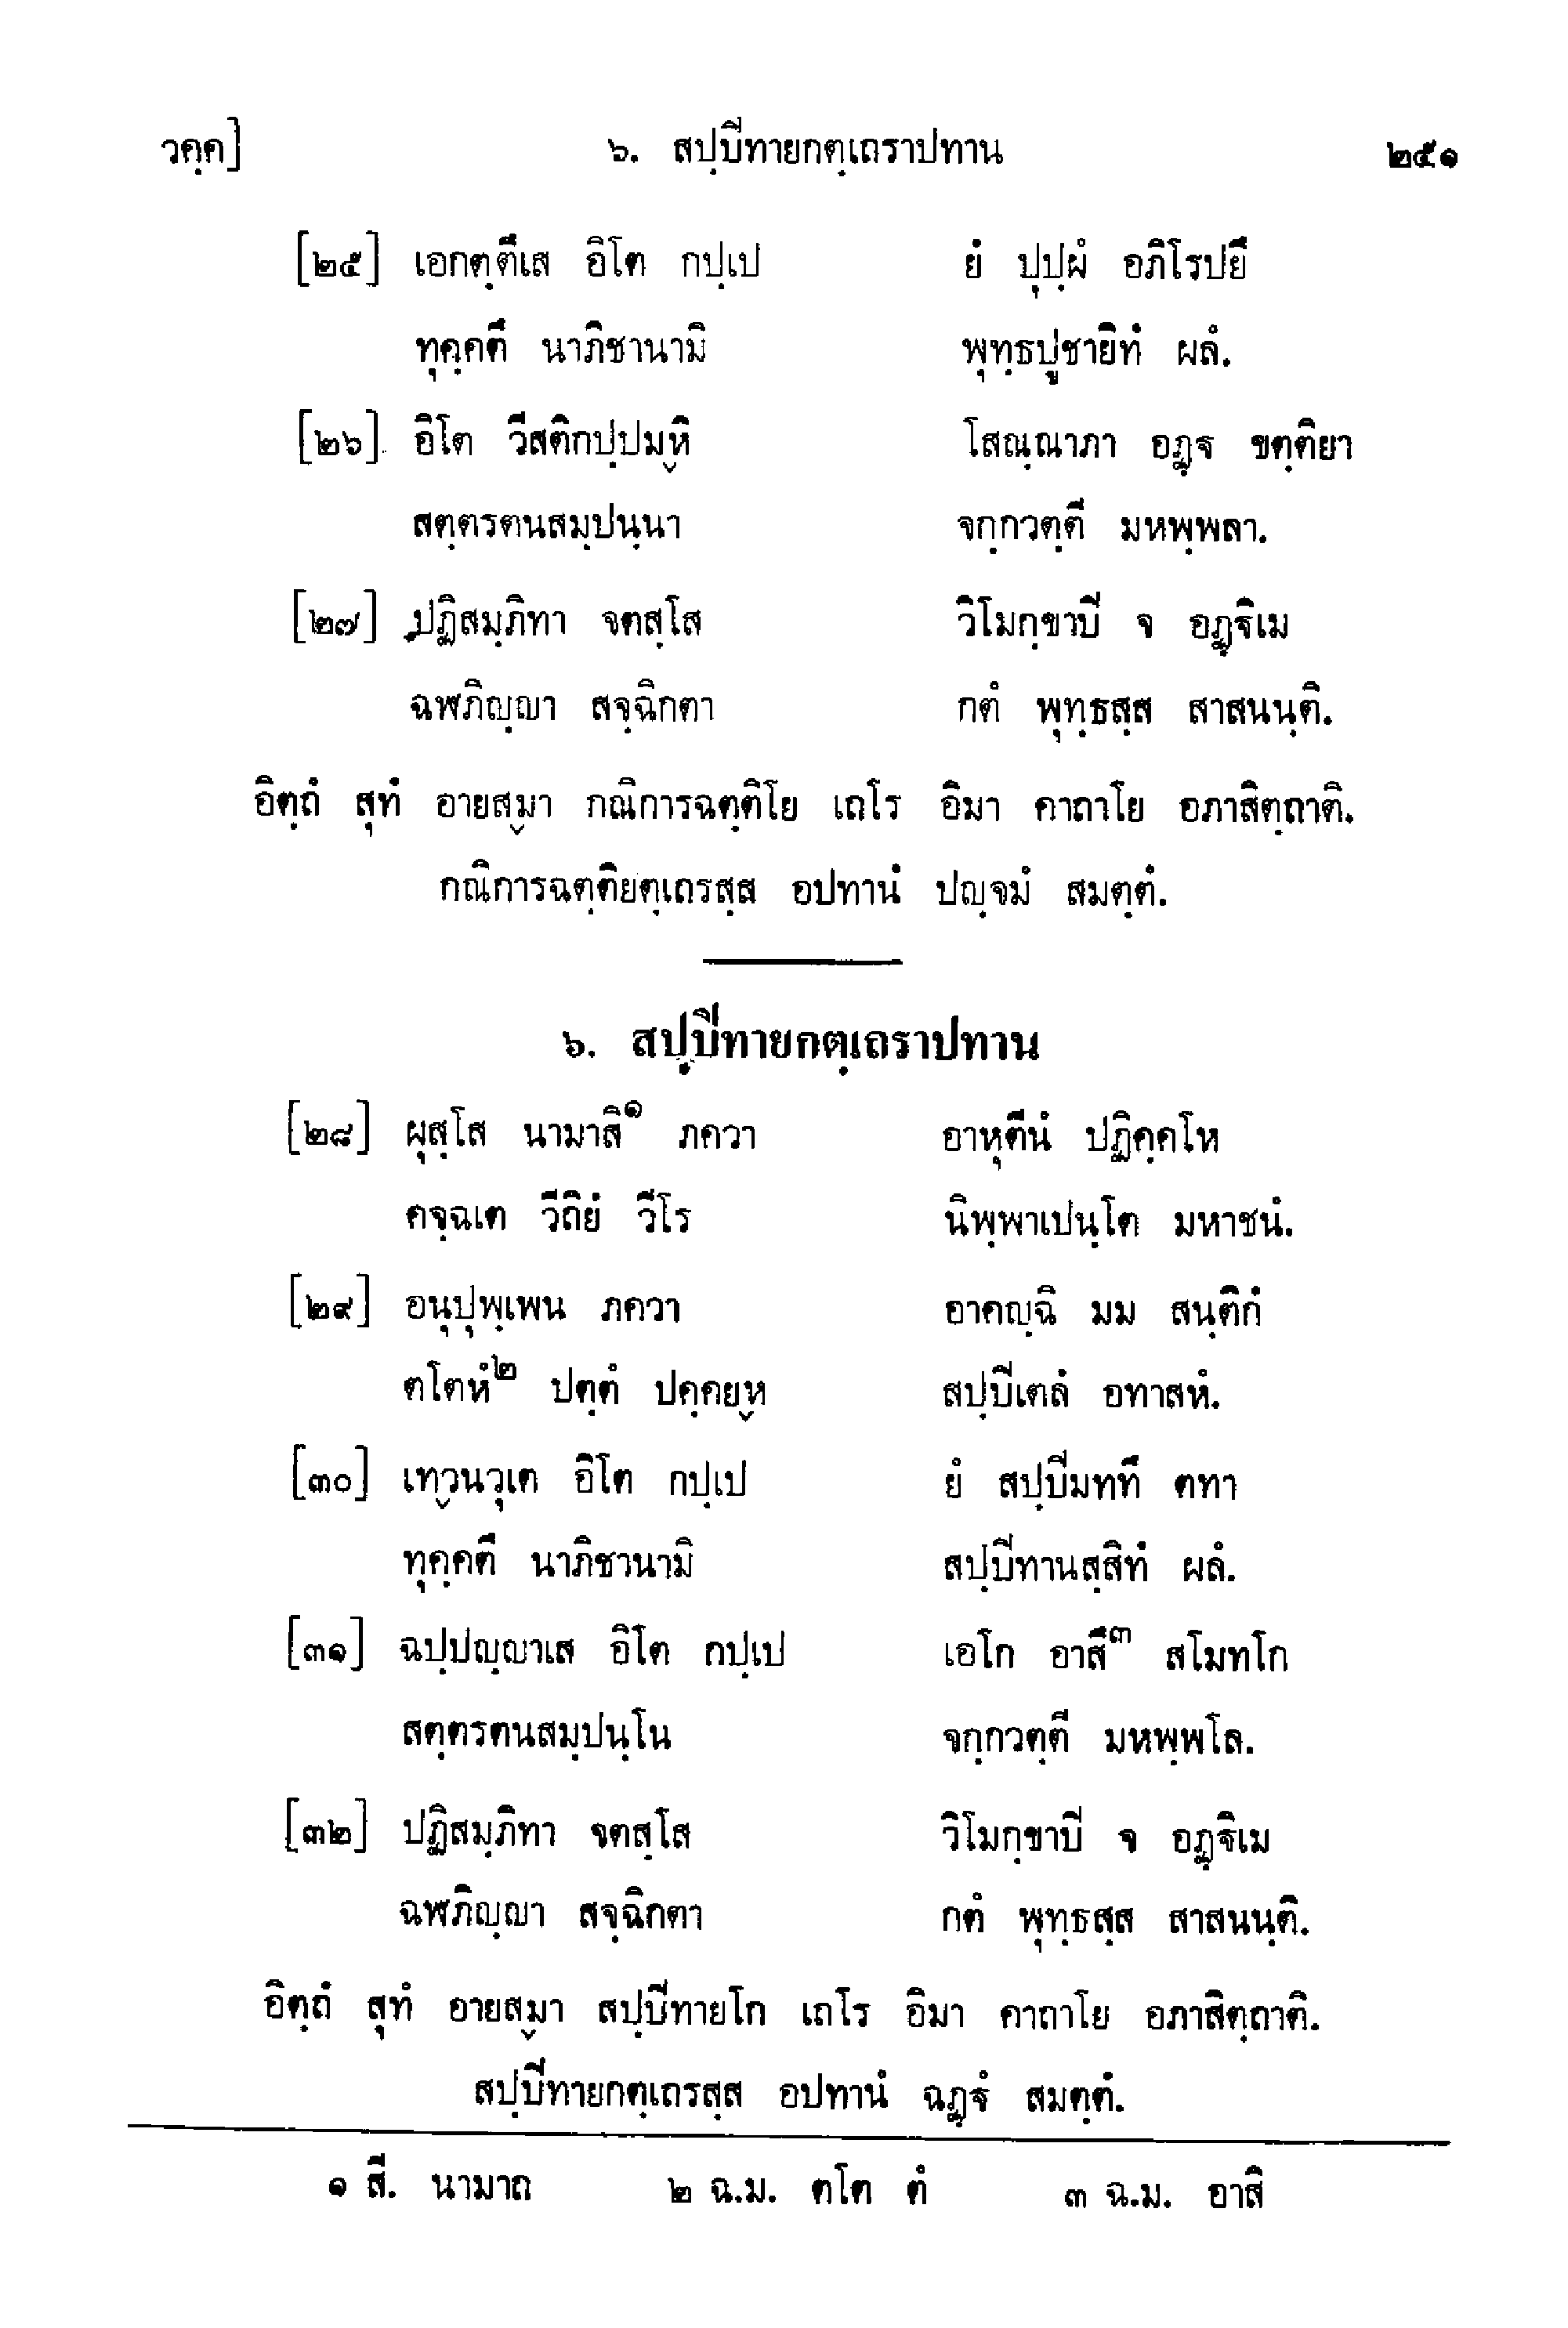 วคฺค] ๖. สปฺปีทายกตฺเถราปทาน ๒๕๑
[๒๕] เอกตฺตึเส อิโต กปฺเป ยํ ปุปฺผํ อภิโรปยึ
ทุคฺคตึ นาภิชานามิ พุทฺธปูชายิทํ ผลํ.
[๒๖] อิโต วีสติกปฺปมฺหิ โสณฺณาภา อฏฺฐ ขตฺติยา
สตฺตรตนสมฺปนฺนา จกฺกวตฺตี มหพฺพลา.
[๒๗] ปฏิสมฺภิทา จตสฺโส วิโมกฺขาปิ จ อฏฺฐิเม
ฉฬภิญฺญา สจฺฉิกตา กตํ พุทฺธสฺส สาสนนฺติ.
อิตฺถํ สุทํ อายสฺมา กณิการฉตฺติโย เถโร อิมา คาถาโย อภาสิตฺถาติ.
กณิการฉตฺติยตฺเถรสฺส อปทานํ ปญฺจมํ สมตฺตํ.
๖. สปฺปีทายกตฺเถราปทาน
[๒๘] ผุสฺโส นามาสิ๑ ภควา อาหุตีนํ ปฏิคฺคโห
คจฺฉเต วีถิยํ วีโร นิพฺพาเปนฺโต มหาชนํ.
[๒๙] อนุปุพฺเพน ภควา อาคญฺฉิ มม สนฺติกํ
ตโตหํ๒ ปตฺตํ ปคฺคยฺห สปฺปิเตลํ อทาสหํ.
[๓๐] เทฺวนวุเต อิโต กปฺเป ยํ สปฺปิมททึ ตทา
ทุคฺคตึ นาภิชานามิ สปฺปิทานสฺสิทํ ผลํ.
[๓๑] ฉปฺปญฺญาเส อิโต กปฺเป เอโก อาสึ๓ สโมทโก
สตฺตรตนสมฺปนฺโน จกฺกวตฺตี มหพฺพโล.
[๓๒] ปฏิสมฺภิทา จตสฺโส วิโมกฺขาปิ จ อฏฺฐิเม
ฉฬภิญฺญา สจฺฉิกตา กตํ พุทฺธสฺส สาสนนฺติ.
อิตฺถํ สุทํ อายสฺมา สปฺปิทายโก เถโร อิมา คาถาโย อภาสิตฺถาติ.
สปฺปิทายกตฺเถรสฺส อปทานํ ฉฏฺฐํ สมตฺตํ.
๑ สี. นามาถ ๒ ฉ.ม. ตโต ตํ ๓ ฉ.ม. อาสิ